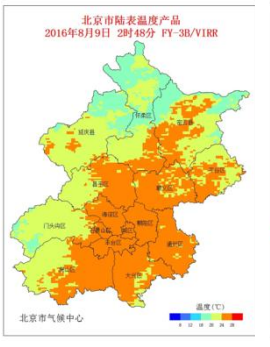 北京市陆表温度产品
2016年8月9日 2时48分 FY-3B/VIRR
怀柔区
密云县
延庆县
平谷区
昌平区
顺义区
门头沟区
海淀区
朝阳区
石景山区
丰台区
通州区
房山区
大兴区
温度(℃)
北京市气候中心